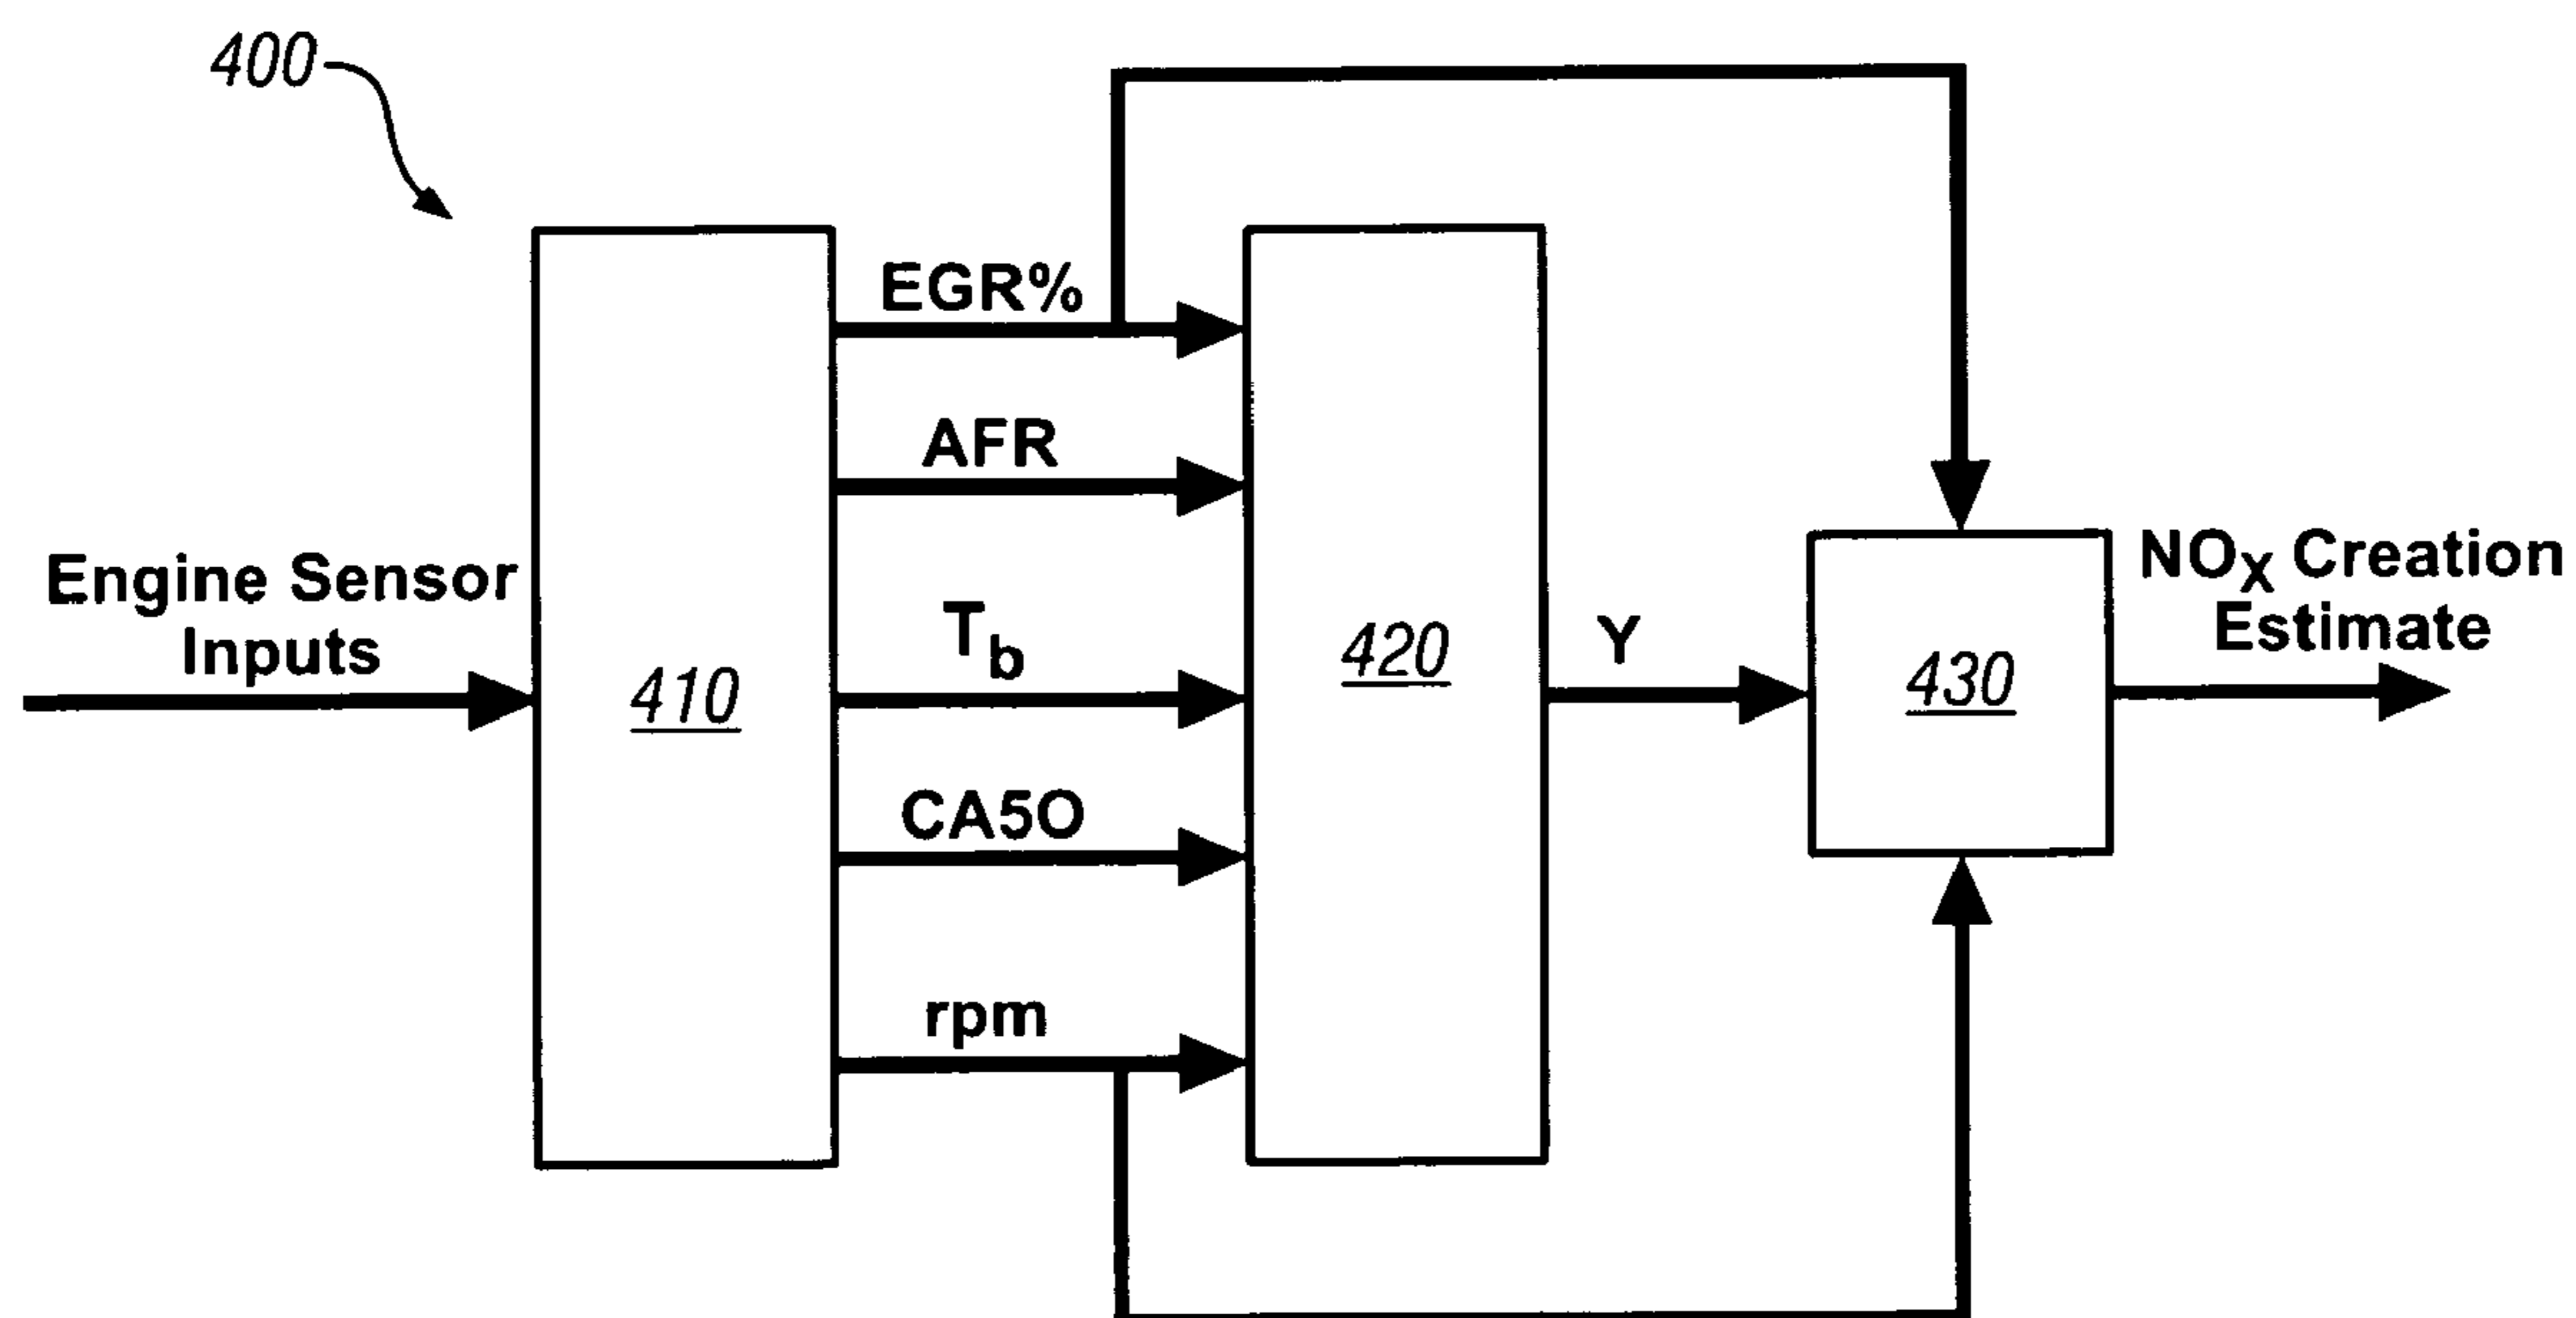 400
EGR%
AFR
Engine Sensor
Inputs
Tb
CA5O
rpm
410
420
Y
430
NOX Creation
Estimate